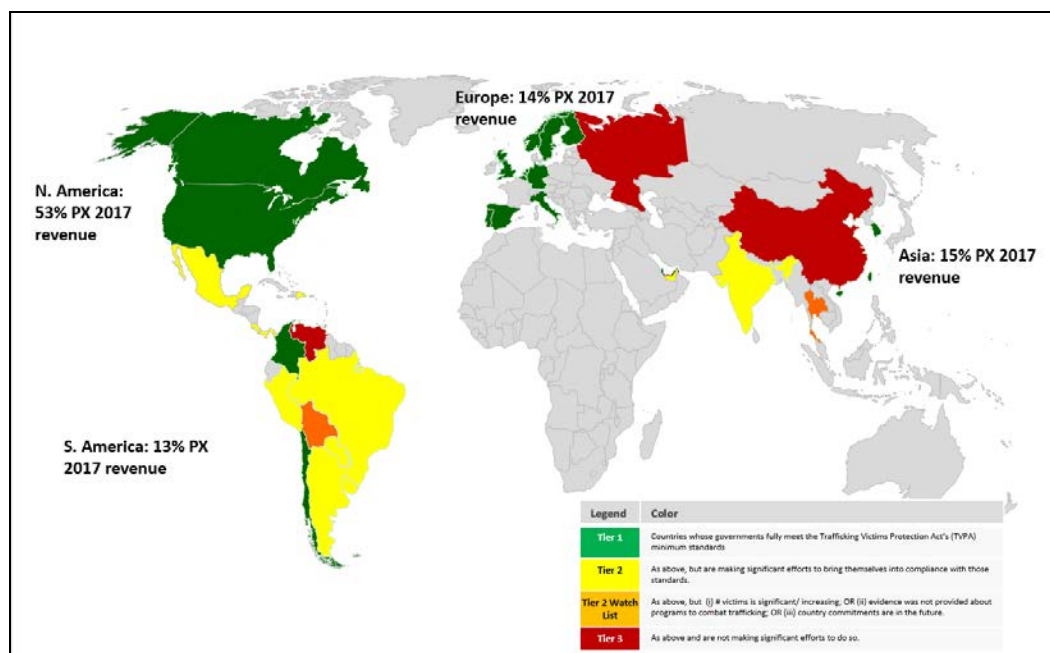 Europe: 14% PX 2017
revenue
N. America:
53% PX 2017
revenue
Asia: 15% PX 2017
revenue
S. America: 13% PX
2017 revenue
Legend Color
Tier 1 Countries whose governments fully meet the Trafficking Victims Protection Act's (TVPA)
minimum standards
Tier 2 As above, but are making significant efforts to bring themselves into compliance with those
standards.
Tier 2 Watch
List
As above, but (i) # victims is significant/ increasing; OR (ii) evidence was not provided about
programs to combat trafficking; OR (iii) country commitments are in the future.
Tier 3 As above and are not making significant efforts to do so.